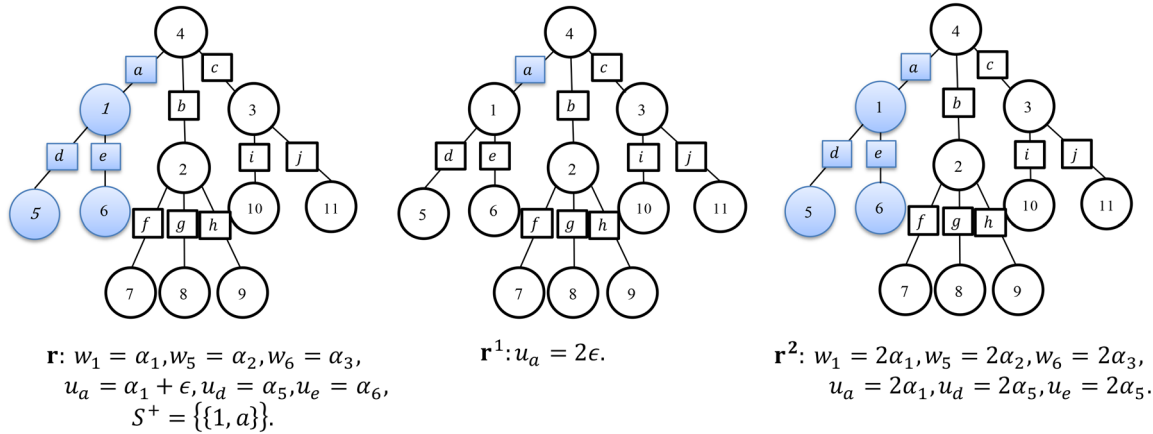 4 4 4
a c a c a c
1 b 3 1 b 3 1 b 3
d e i j d e i j d e i j
2 2 2
5 6 f g h 10 11 5 6 f g h 10 11 5 6 f g h 10 11
7 8 9 7 8 9 7 8 9
r: w₁ = α₁,w₅ = α₂,w₆ = α₃, r¹:uₐ = 2ϵ. r²: w₁ = 2α₁,w₅ = 2α₂,w₆ = 2α₃,
uₐ = α₁ + ϵ, u_d = α₅,uₑ = α₆, uₐ = 2α₁,u_d = 2α₅,uₑ = 2α₅.
S⁺ = {{1, a}}.